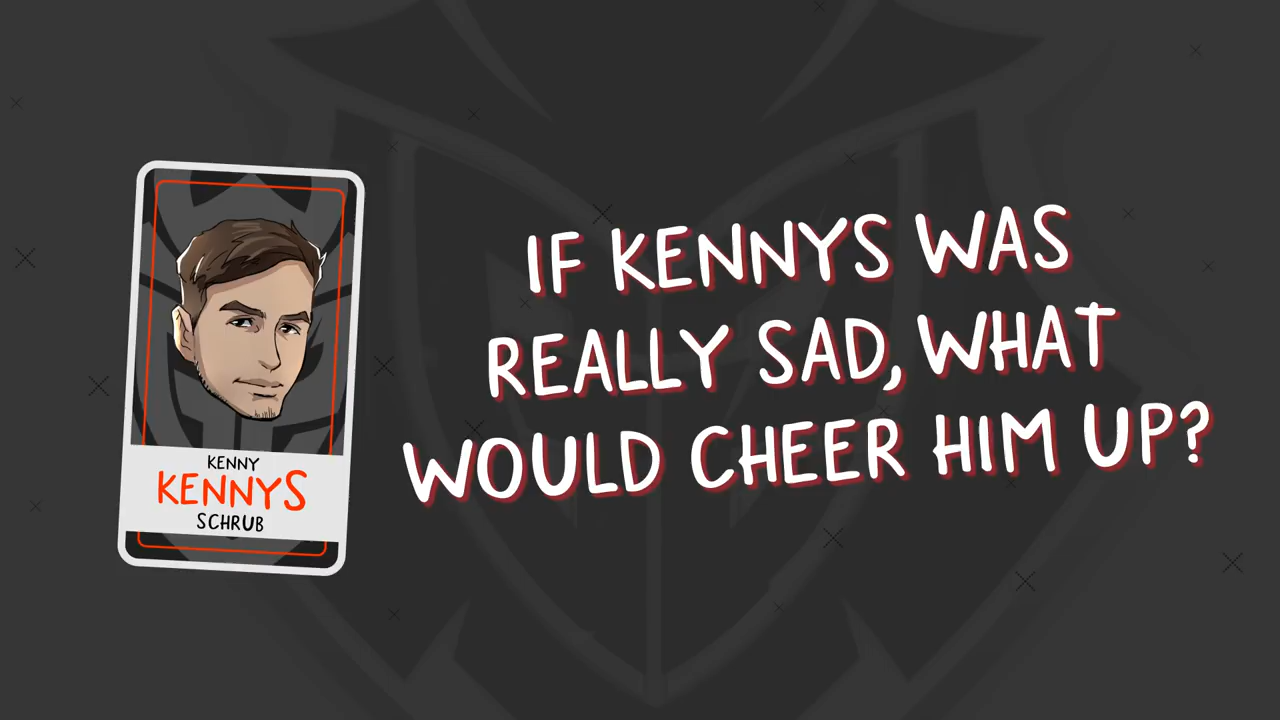 KENNY
KENNYS
SCHRUB
IF KENNYS WAS
REALLY SAD, WHAT
WOULD CHEER HIM UP?